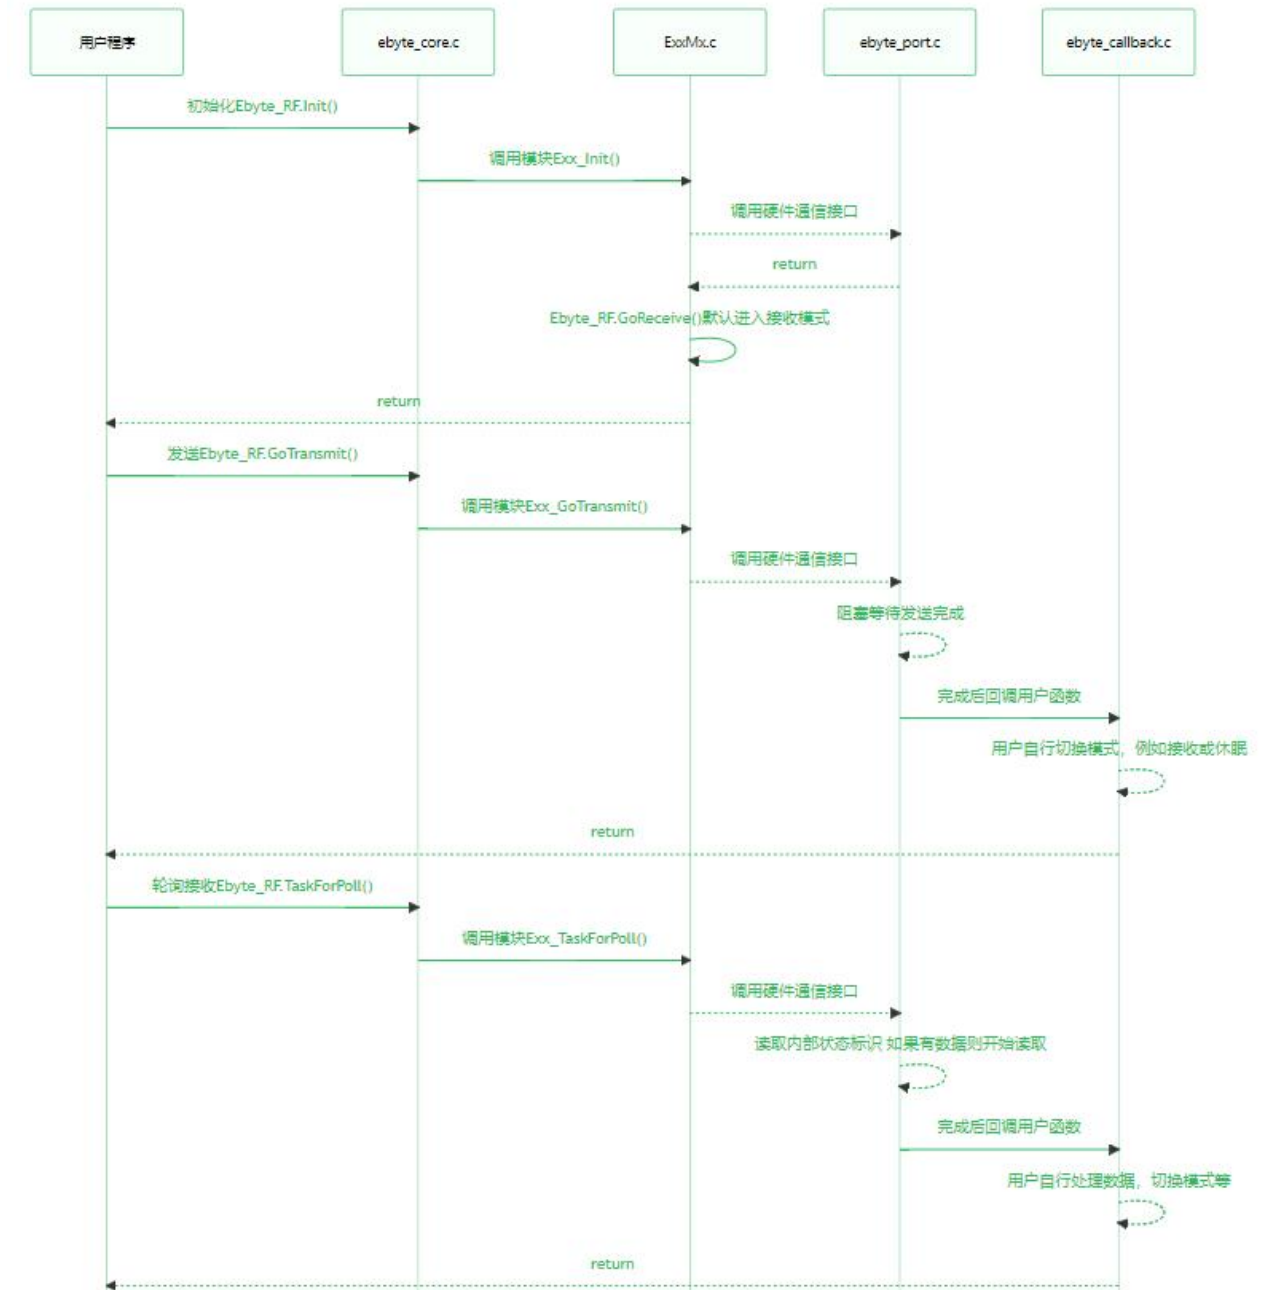 用户程序
ebyte_core.c
ExxMx.c
ebyte_port.c
ebyte_callback.c
初始化Ebyte_RF.Init()
调用模块Exx_Init()
调用硬件通信接口
return
Ebyte_RF.GoReceive()默认进入接收模式
return
发送Ebyte_RF.GoTransmit()
调用模块Exx_GoTransmit()
调用硬件通信接口
阻塞等待发送完成
完成后回调用户函数
用户自行切换模式，例如接收或休眠
return
轮询接收Ebyte_RF.TaskForPoll()
调用模块Exx_TaskForPoll()
调用硬件通信接口
读取内部状态标识 如果有数据则开始读取
完成后回调用户函数
用户自行处理数据，切换模式等
return